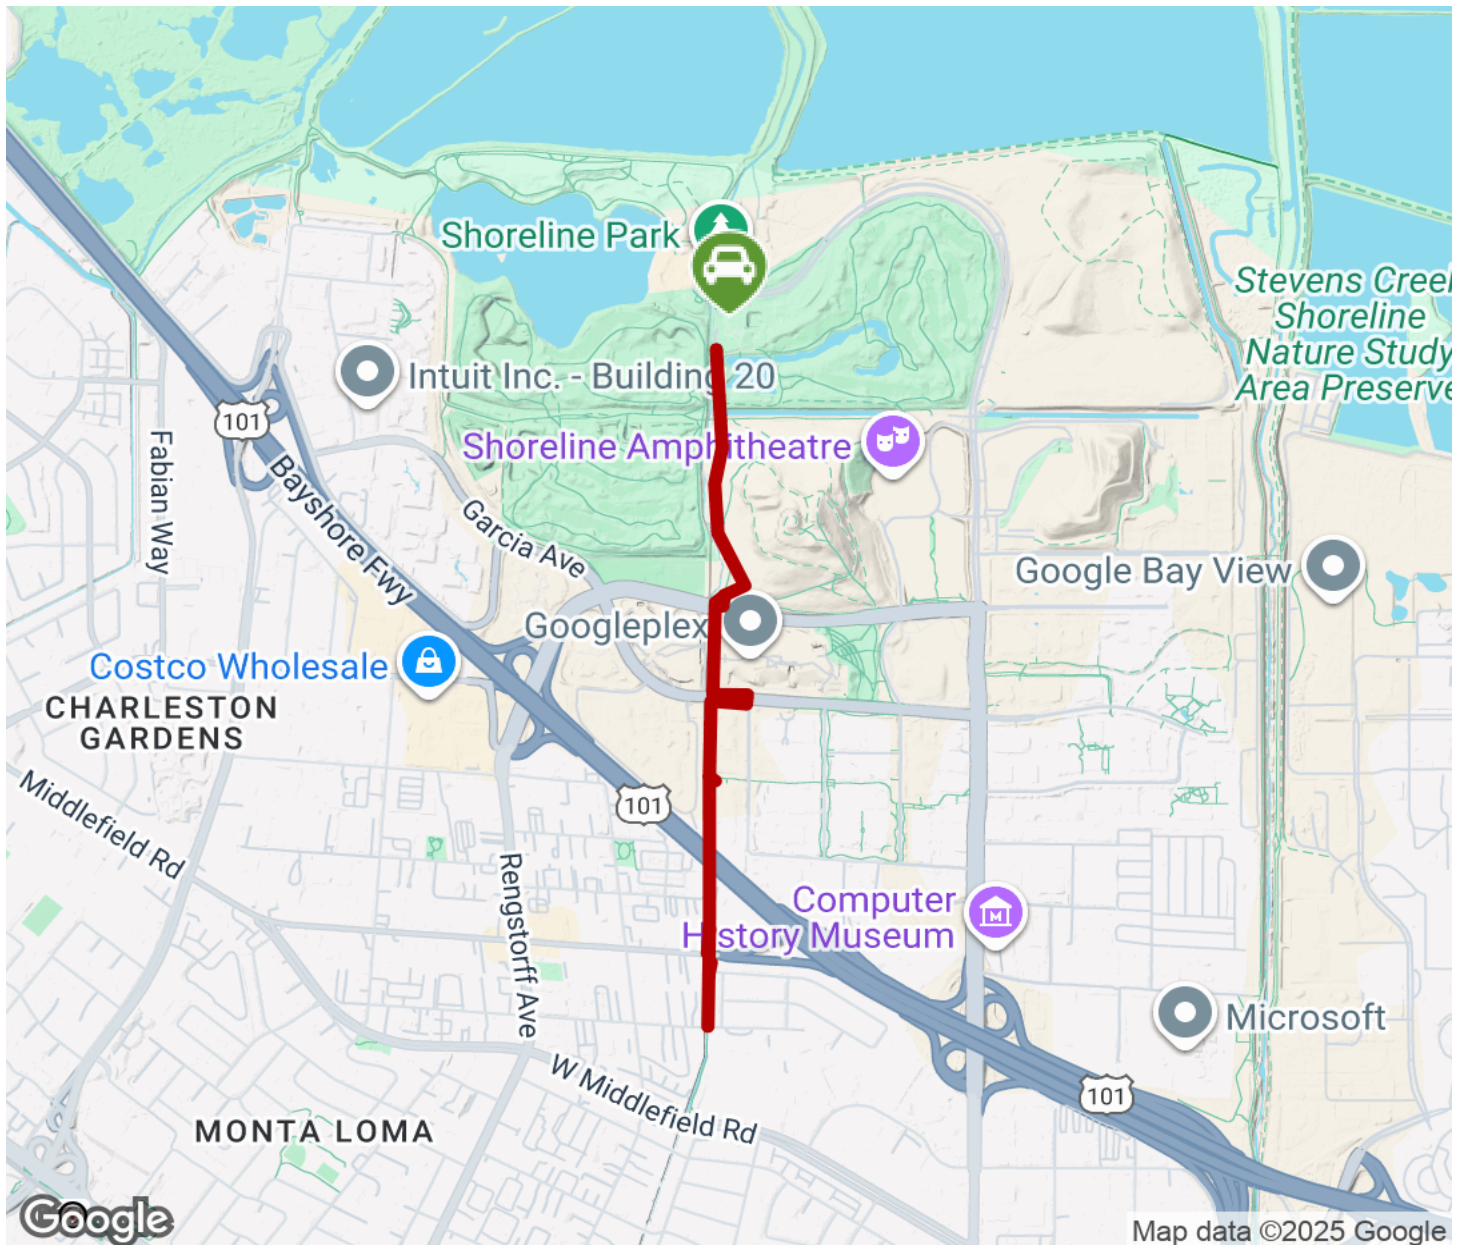 Shoreline Park
Stevens Creek
Shoreline
Nature Study
Area Preserve
Intuit Inc. - Building 20
101
Fabian Way
Bayshore Fwy
Shoreline Amphitheatre
Garcia Ave
Google Bay View
Googleplex
Costco Wholesale
CHARLESTON
GARDENS
Middlefield Rd
101
Rengstorff Ave
Computer
History Museum
Microsoft
W Middlefield Rd
101
MONTA LOMA
Google
Map data ©2025 Google